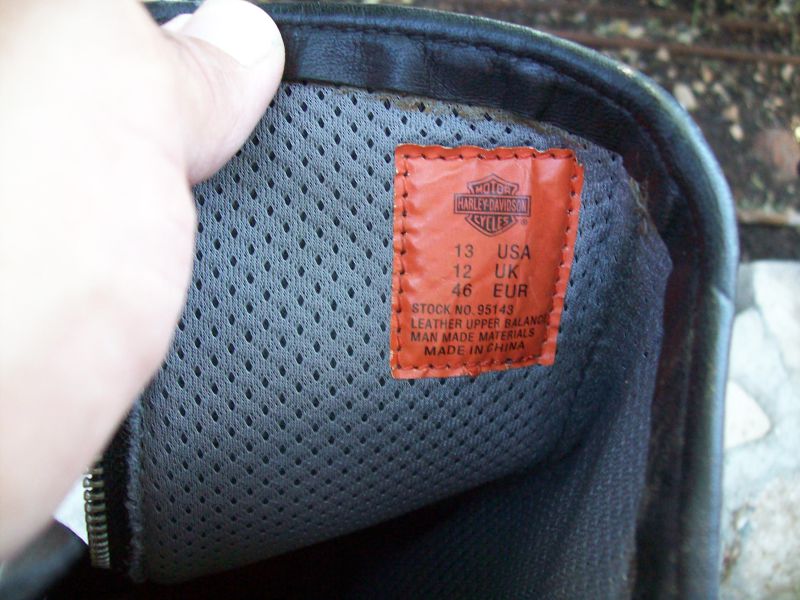 MOTOR
HARLEY-DAVIDSON
CYCLES
®
13 USA
12 UK
46 EUR
STOCK NO. 95143
LEATHER UPPER BALANCE
MAN MADE MATERIALS
MADE IN CHINA